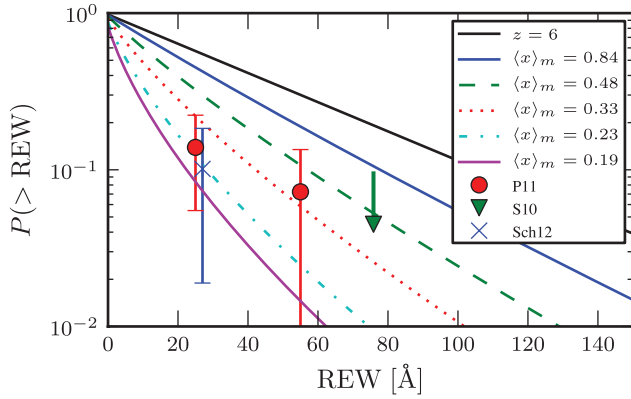 10^0
10^{-1}
10^{-2}
P(> REW)
z = 6
⟨x⟩_m = 0.84
⟨x⟩_m = 0.48
⟨x⟩_m = 0.33
⟨x⟩_m = 0.23
⟨x⟩_m = 0.19
P11
S10
Sch12
0 20 40 60 80 100 120 140
REW [Å]